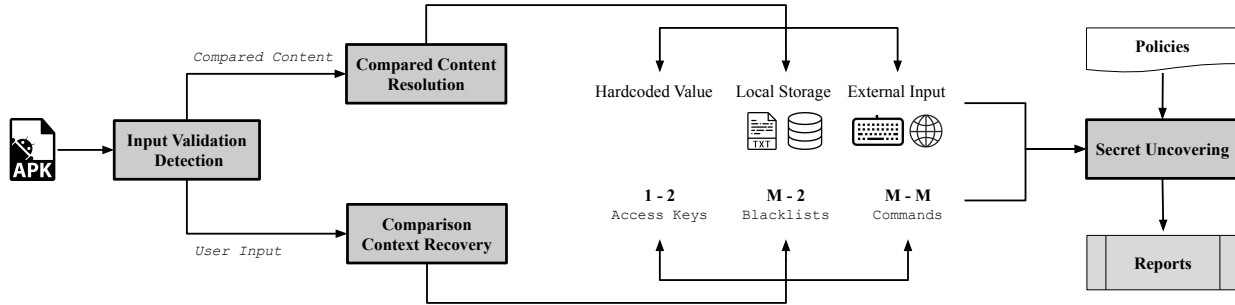 APK
Input Validation
Detection
Compared Content
User Input
Compared Content
Resolution
Comparison
Context Recovery
Hardcoded Value
Local Storage
External Input
TXT
1 - 2
Access Keys
M - 2
Blacklists
M - M
Commands
Policies
Secret Uncovering
Reports